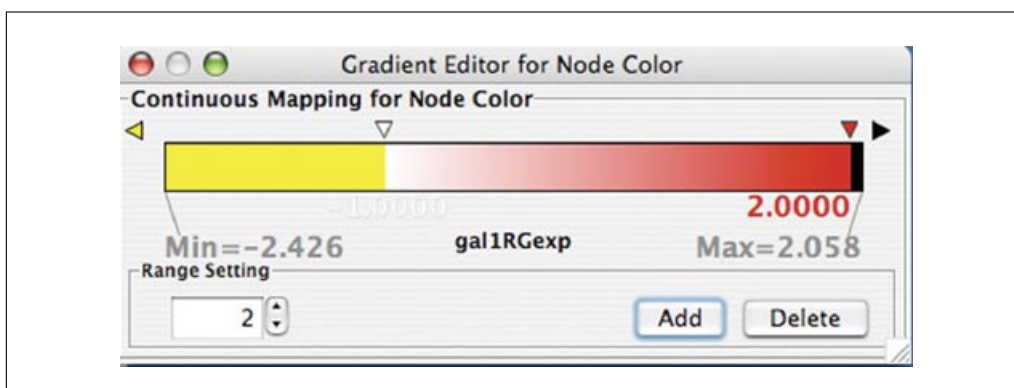 Gradient Editor for Node Color
Continuous Mapping for Node Color
-1.0000
2.0000
Min=-2.426
gal1RGexp
Max=2.058
Range Setting
2
Add
Delete